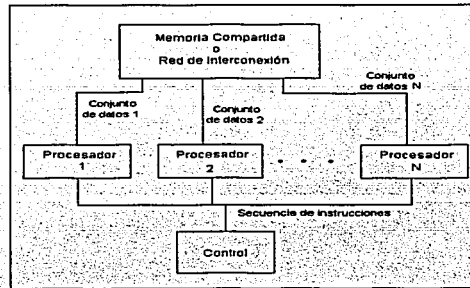 Memoria Compartida
o
Red de Interconexión
Conjunto
de datos 1
Conjunto
de datos 2
Conjunto
de datos N
Procesador
1
Procesador
2
. . .
Procesador
N
Secuencia de instrucciones
Control